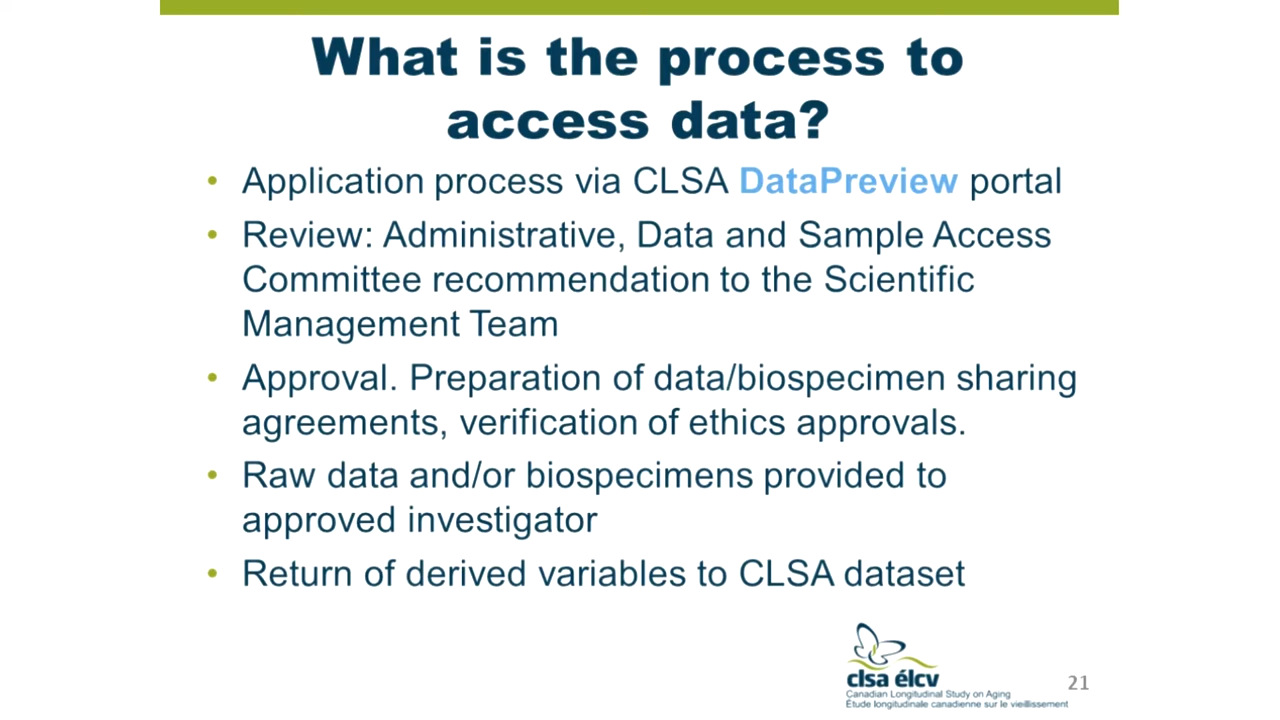 What is the process to
access data?
• Application process via CLSA DataPreview portal
• Review: Administrative, Data and Sample Access
Committee recommendation to the Scientific
Management Team
• Approval. Preparation of data/biospecimen sharing
agreements, verification of ethics approvals.
• Raw data and/or biospecimens provided to
approved investigator
• Return of derived variables to CLSA dataset
clsa élcv
Canadian Longitudinal Study on Aging
Étude longitudinale canadienne sur le vieillissement
21